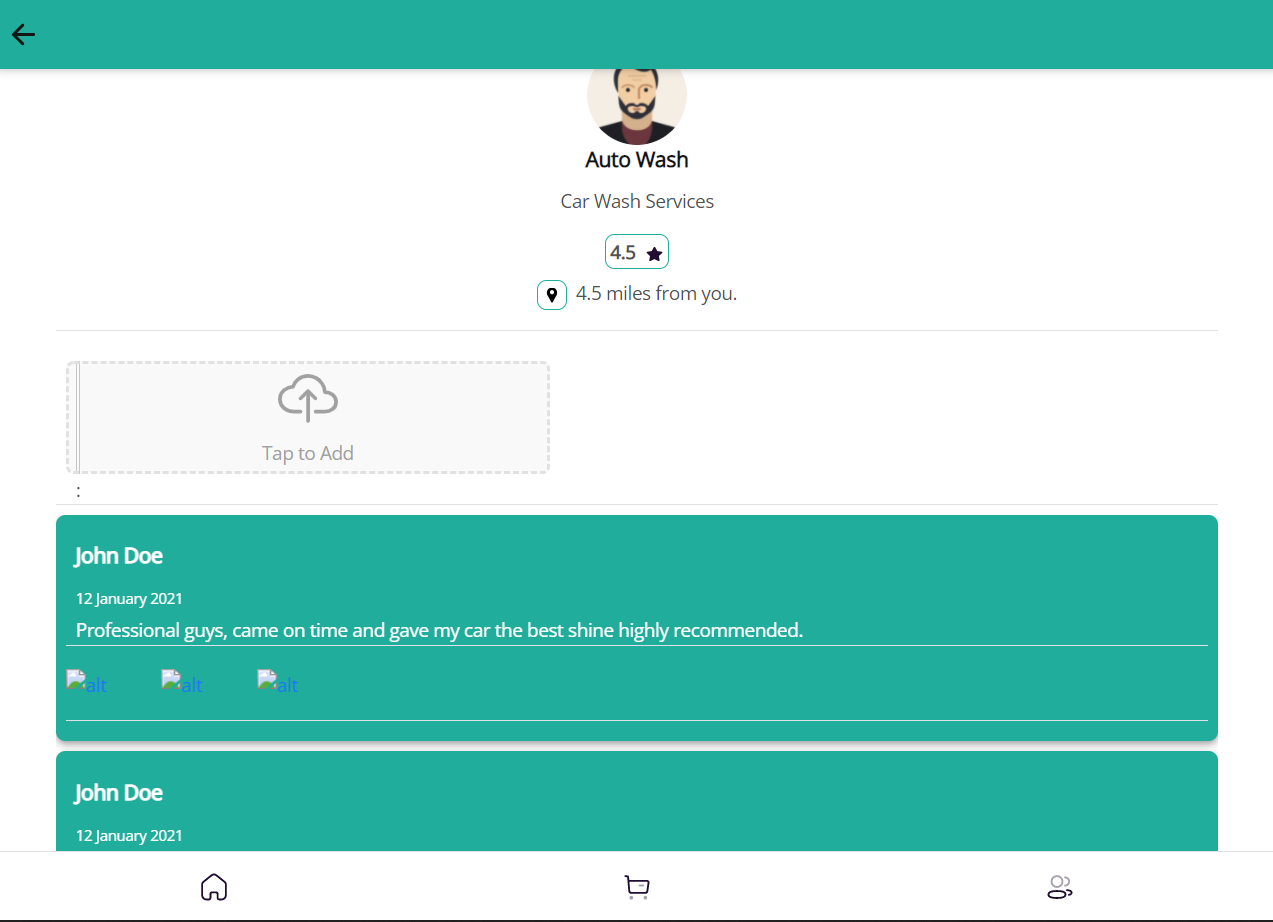 Auto Wash
Car Wash Services
4.5
4.5 miles from you.
Tap to Add
:
John Doe
12 January 2021
Professional guys, came on time and gave my car the best shine highly recommended.
alt alt alt
John Doe
12 January 2021